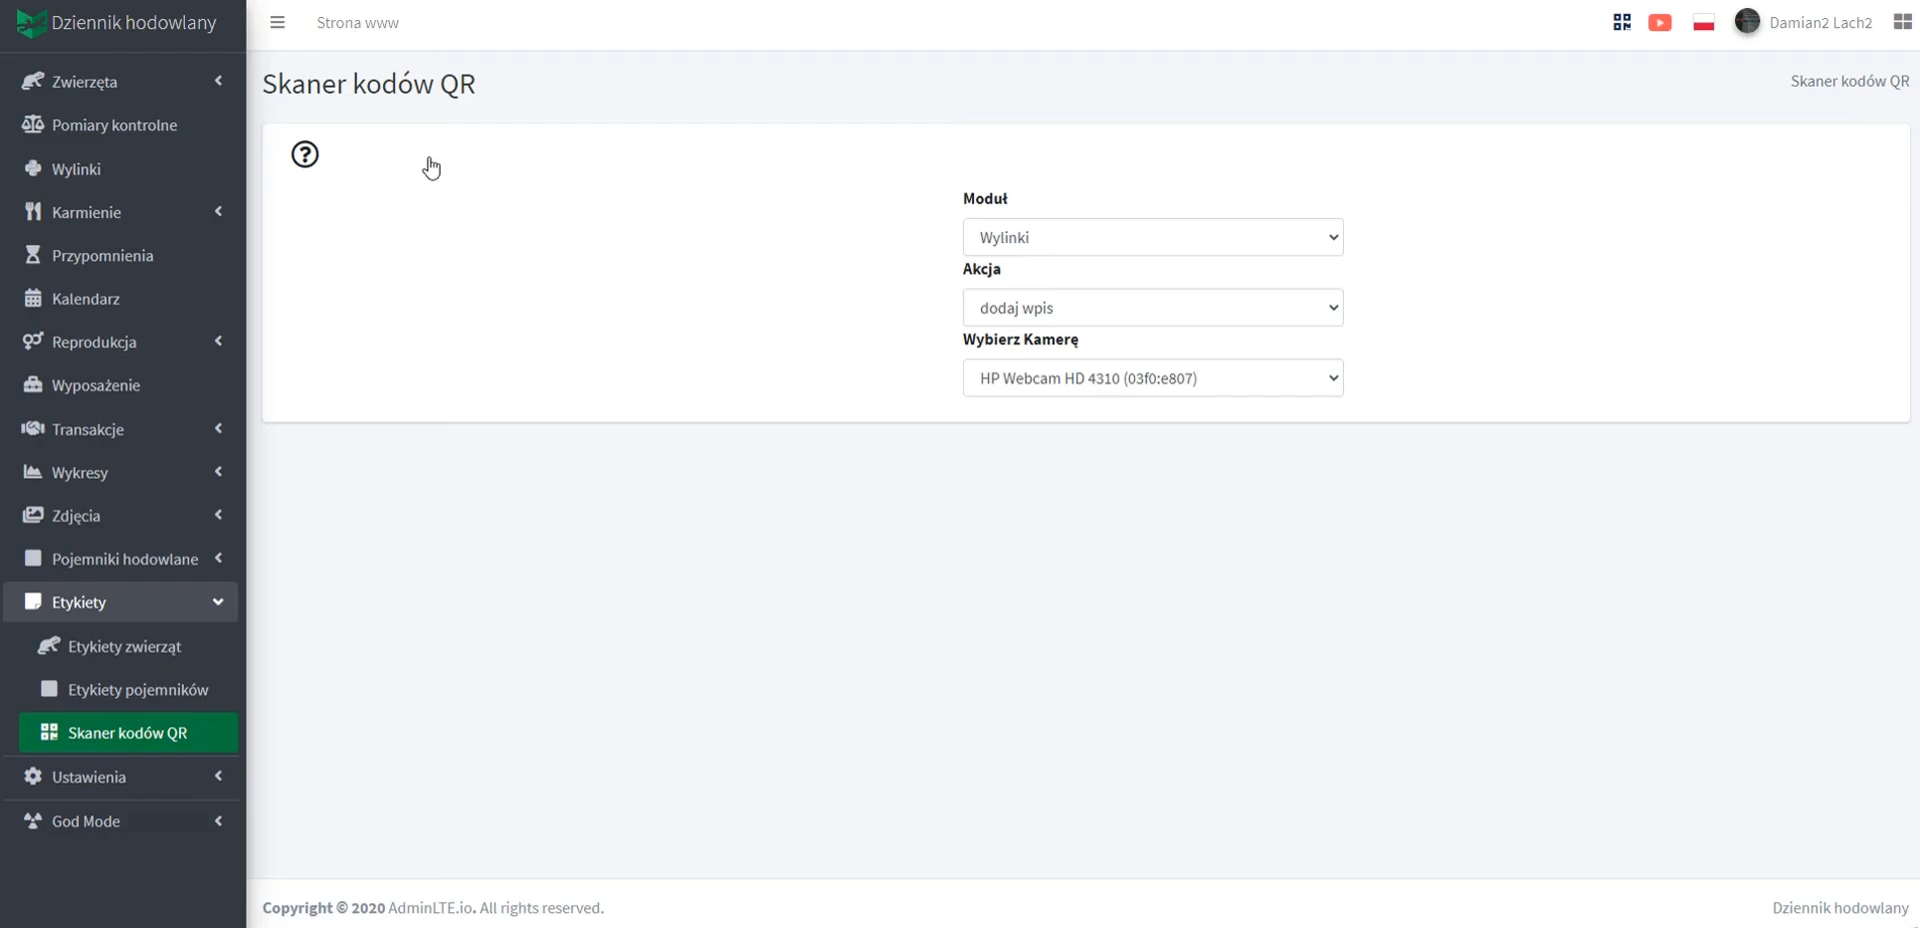 Dziennik hodowlany
Strona www
Damian2 Lach2
Zwierzęta
Pomiary kontrolne
Wylinki
Karmienie
Przypomnienia
Kalendarz
Reprodukcja
Wyposażenie
Transakcje
Wykresy
Zdjęcia
Pojemniki hodowlane
Etykiety
Etykiety zwierząt
Etykiety pojemników
Skaner kodów QR
Ustawienia
God Mode
Skaner kodów QR
Skaner kodów QR
Moduł
Wylinki
Akcja
dodaj wpis
Wybierz Kamerę
HP Webcam HD 4310 (03f0:e807)
Copyright © 2020 AdminLTE.io. All rights reserved.
Dziennik hodowlany